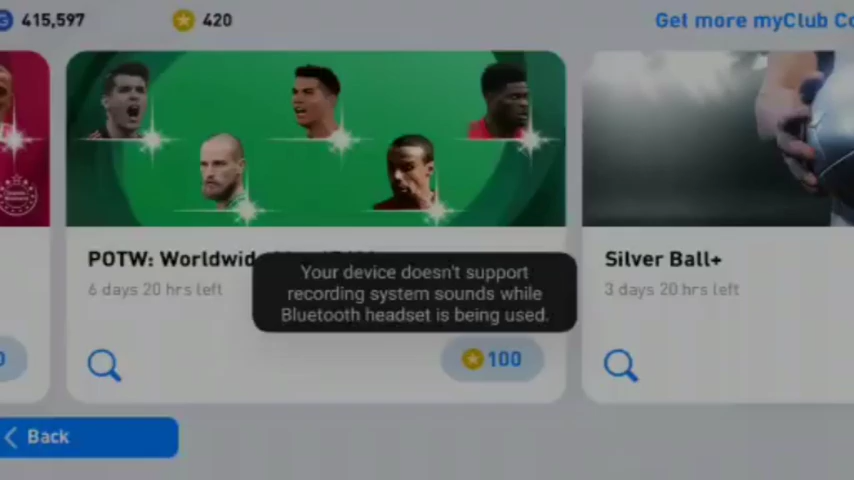 415,597
420
Get more myClub Co
POTW: Worldwid
6 days 20 hrs left
Your device doesn't support
recording system sounds while
Bluetooth headset is being used.
100
Silver Ball+
3 days 20 hrs left
0
Back